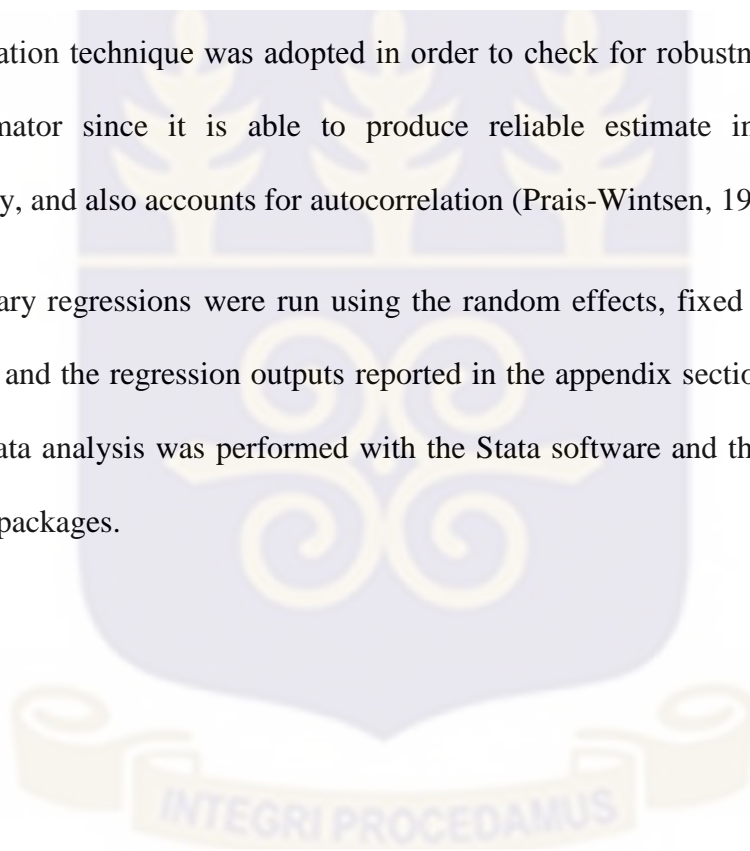 ation technique was adopted in order to check for robustn
mator since it is able to produce reliable estimate in
y, and also accounts for autocorrelation (Prais-Wintsen, 19
ary regressions were run using the random effects, fixed
and the regression outputs reported in the appendix sectio
ata analysis was performed with the Stata software and th
packages.
INTEGRI PROCEDAMUS